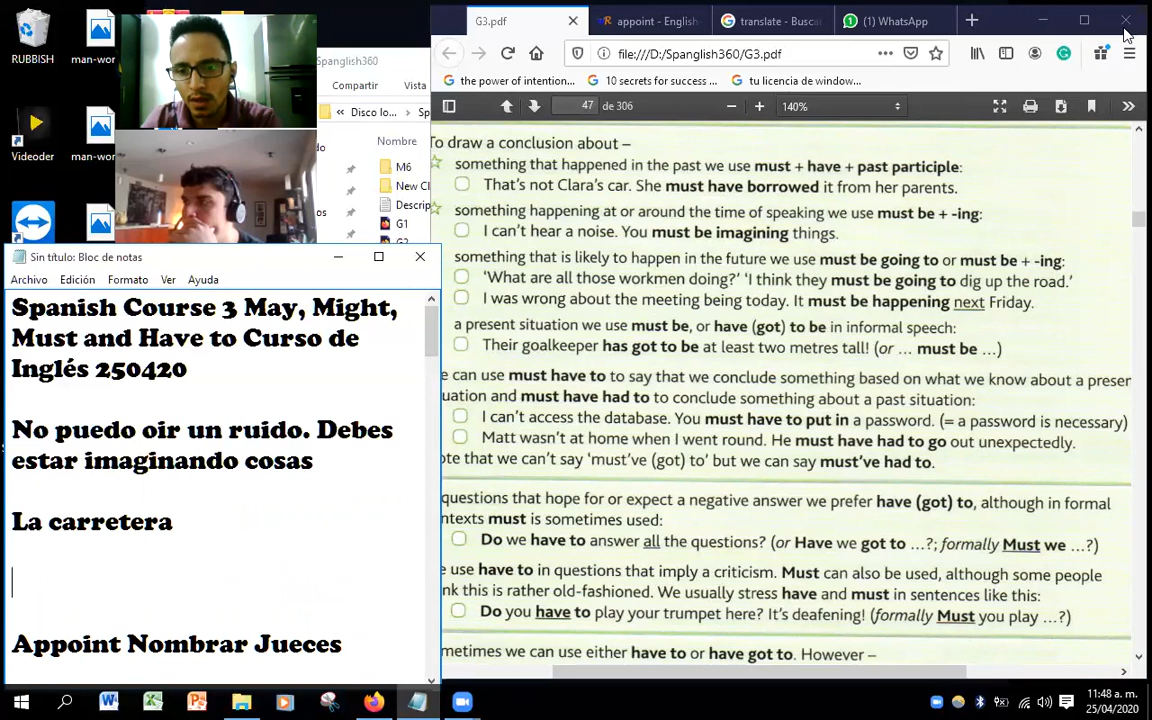 RUBBISH
man-wor
Videoder
man-wor
Spanglish360
Compartir
Vista
Disco lo...
Nombre
M6
New Cl
Descrip
G1
G2
G3.pdf
appoint - English
translate - Busca
(1) WhatsApp
file:///D:/Spanglish360/G3.pdf
the power of intention...
10 secrets for success ...
tu licencia de window...
47 de 306
140%
To draw a conclusion about –
something that happened in the past we use must + have + past participle:
That's not Clara's car. She must have borrowed it from her parents.
something happening at or around the time of speaking we use must be + -ing:
I can't hear a noise. You must be imagining things.
something that is likely to happen in the future we use must be going to or must be + -ing:
'What are all those workmen doing?' 'I think they must be going to dig up the road.'
I was wrong about the meeting being today. It must be happening next Friday.
a present situation we use must be, or have (got) to be in informal speech:
Their goalkeeper has got to be at least two metres tall! (or … must be …)
e can use must have to to say that we conclude something based on what we know about a presen
uation and must have had to to conclude something about a past situation:
I can't access the database. You must have to put in a password. (= a password is necessary)
Matt wasn't at home when I went round. He must have had to go out unexpectedly.
ote that we can't say 'must've (got) to' but we can say must've had to.
questions that hope for or expect a negative answer we prefer have (got) to, although in formal
ntexts must is sometimes used:
Do we have to answer all the questions? (or Have we got to …?; formally Must we …?)
e use have to in questions that imply a criticism. Must can also be used, although some people
nk this is rather old-fashioned. We usually stress have and must in sentences like this:
Do you have to play your trumpet here? It's deafening! (formally Must you play …?)
metimes we can use either have to or have got to. However –
Sin título: Bloc de notas
Archivo Edición Formato Ver Ayuda
Spanish Course 3 May, Might,
Must and Have to Curso de
Inglés 250420
No puedo oir un ruido. Debes
estar imaginando cosas
La carretera
Appoint Nombrar Jueces
11:48 a. m.
25/04/2020